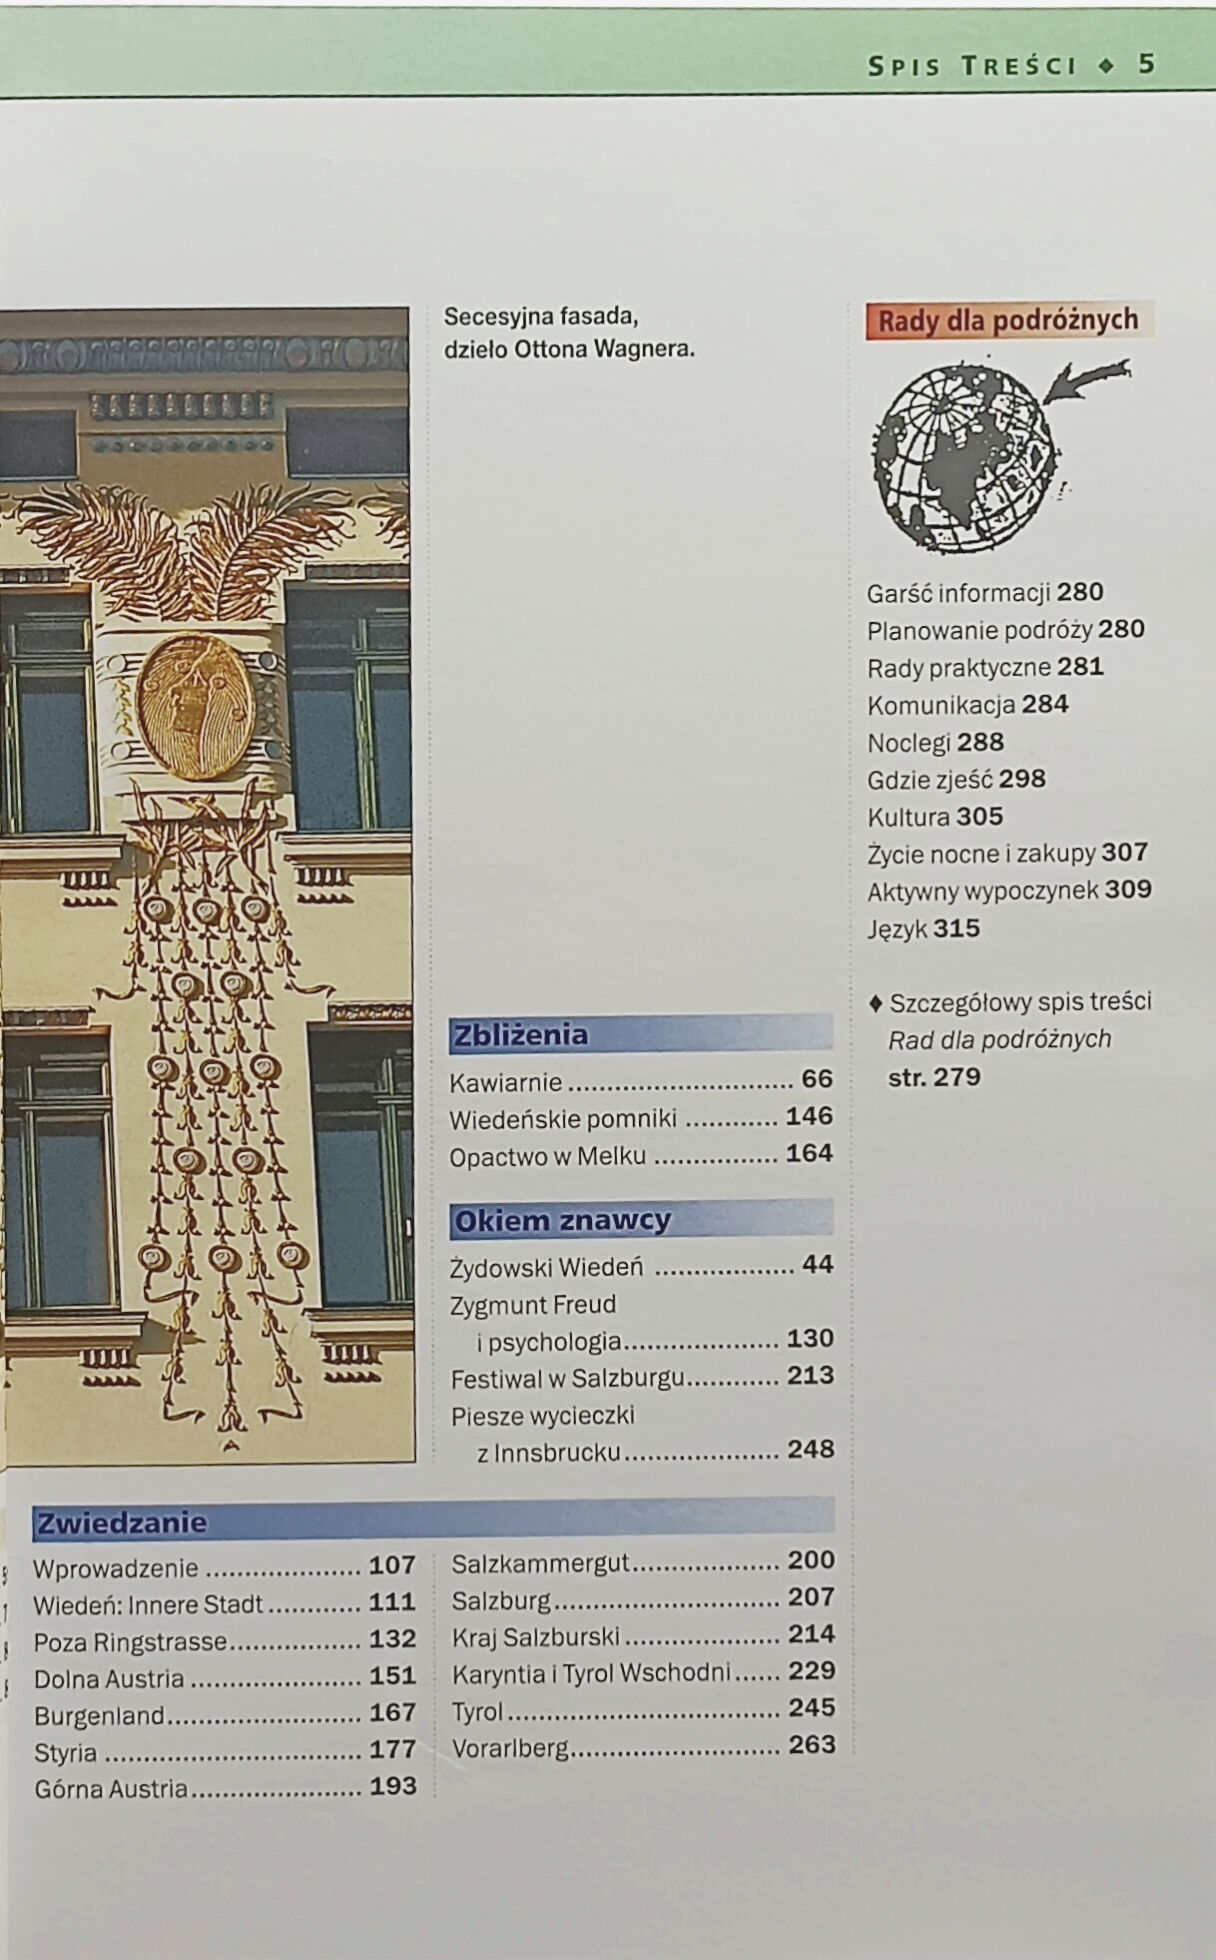 SPIS TREŚCI ◆ 5
Secesyjna fasada,
dzieło Ottona Wagnera.
Zbliżenia
Kawiarnie ............................. 66
Wiedeńskie pomniki ............ 146
Opactwo w Melku ................ 164
Okiem znawcy
Żydowski Wiedeń .................. 44
Zygmunt Freud
i psychologia.................... 130
Festiwal w Salzburgu............ 213
Piesze wycieczki
z Innsbrucku.................... 248
Zwiedzanie
Wprowadzenie .................... 107
Wiedeń: Innere Stadt ............ 111
Poza Ringstrasse................. 132
Dolna Austria ...................... 151
Burgenland......................... 167
Styria ................................. 177
Górna Austria...................... 193
Salzkammergut................... 200
Salzburg............................. 207
Kraj Salzburski .................... 214
Karyntia i Tyrol Wschodni...... 229
Tyrol................................... 245
Vorarlberg........................... 263
Rady dla podróżnych
Garść informacji 280
Planowanie podróży 280
Rady praktyczne 281
Komunikacja 284
Noclegi 288
Gdzie zjeść 298
Kultura 305
Życie nocne i zakupy 307
Aktywny wypoczynek 309
Język 315
♦ Szczegółowy spis treści
Rad dla podróżnych
str. 279